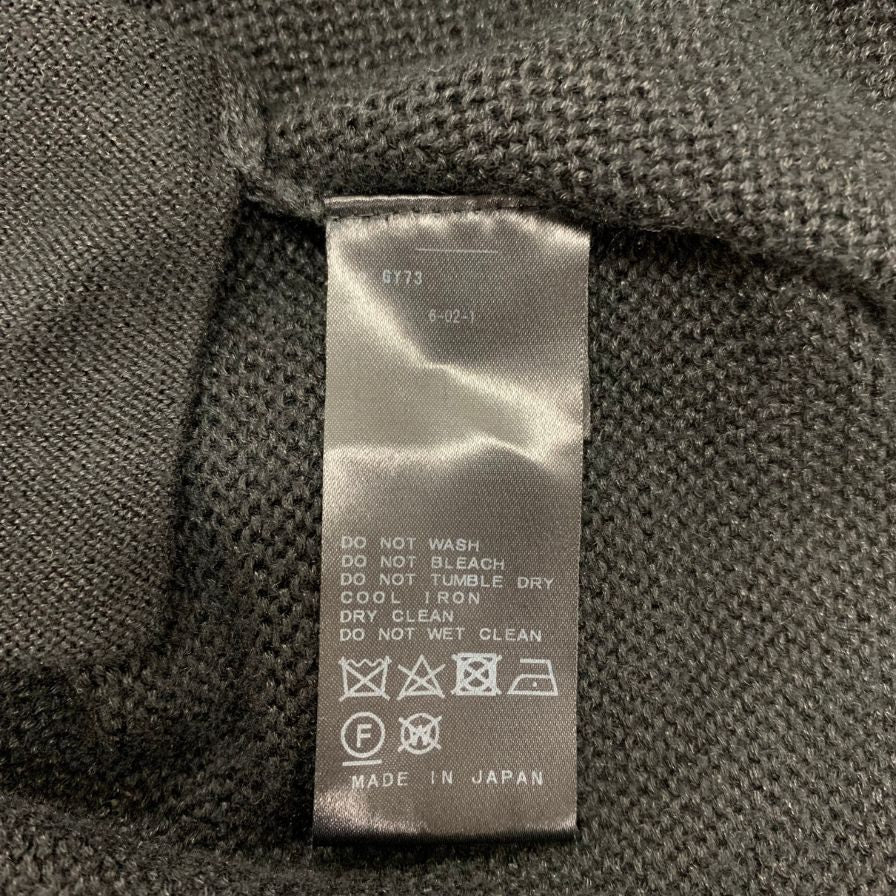 GY73
6-02-1
DO NOT WASH
DO NOT BLEACH
DO NOT TUMBLE DRY
COOL IRON
DRY CLEAN
DO NOT WET CLEAN
F W
MADE IN JAPAN